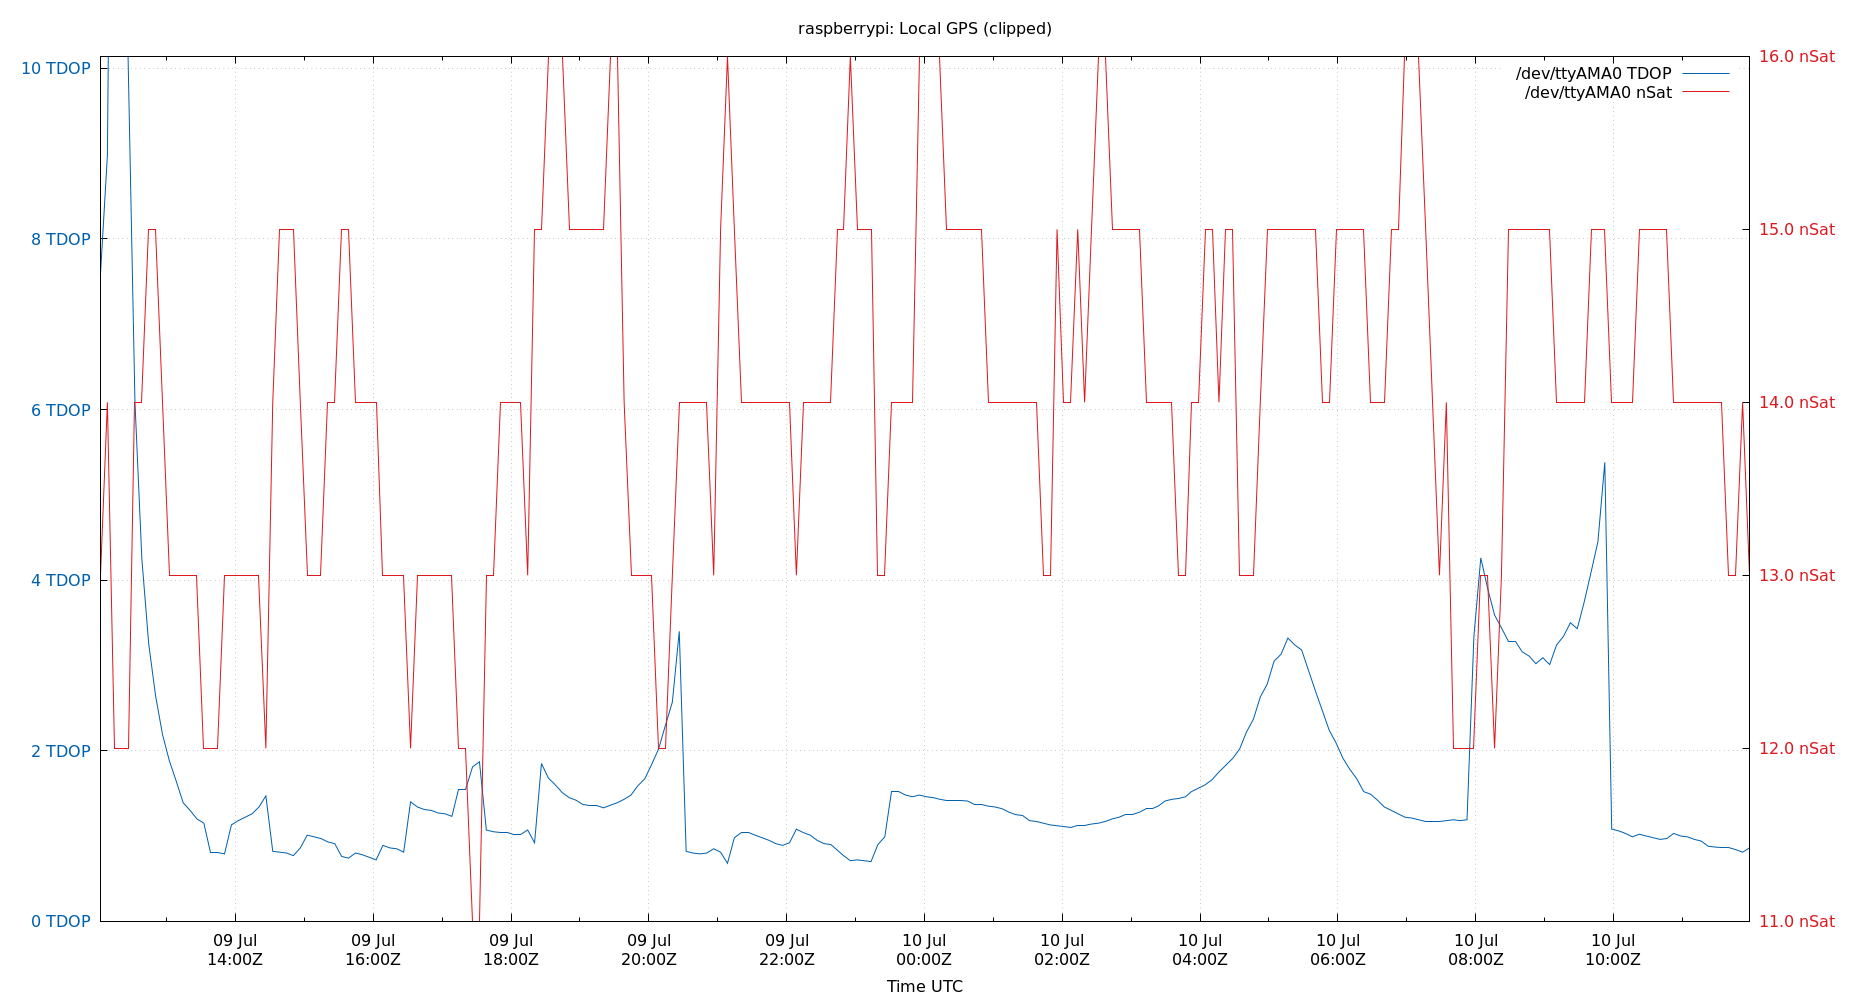 raspberrypi: Local GPS (clipped)
10 TDOP
8 TDOP
6 TDOP
4 TDOP
2 TDOP
0 TDOP
16.0 nSat
15.0 nSat
14.0 nSat
13.0 nSat
12.0 nSat
11.0 nSat
/dev/ttyAMA0 TDOP
/dev/ttyAMA0 nSat
09 Jul 09 Jul 09 Jul 09 Jul 09 Jul 10 Jul 10 Jul 10 Jul 10 Jul 10 Jul 10 Jul
14:00Z 16:00Z 18:00Z 20:00Z 22:00Z 00:00Z 02:00Z 04:00Z 06:00Z 08:00Z 10:00Z
Time UTC